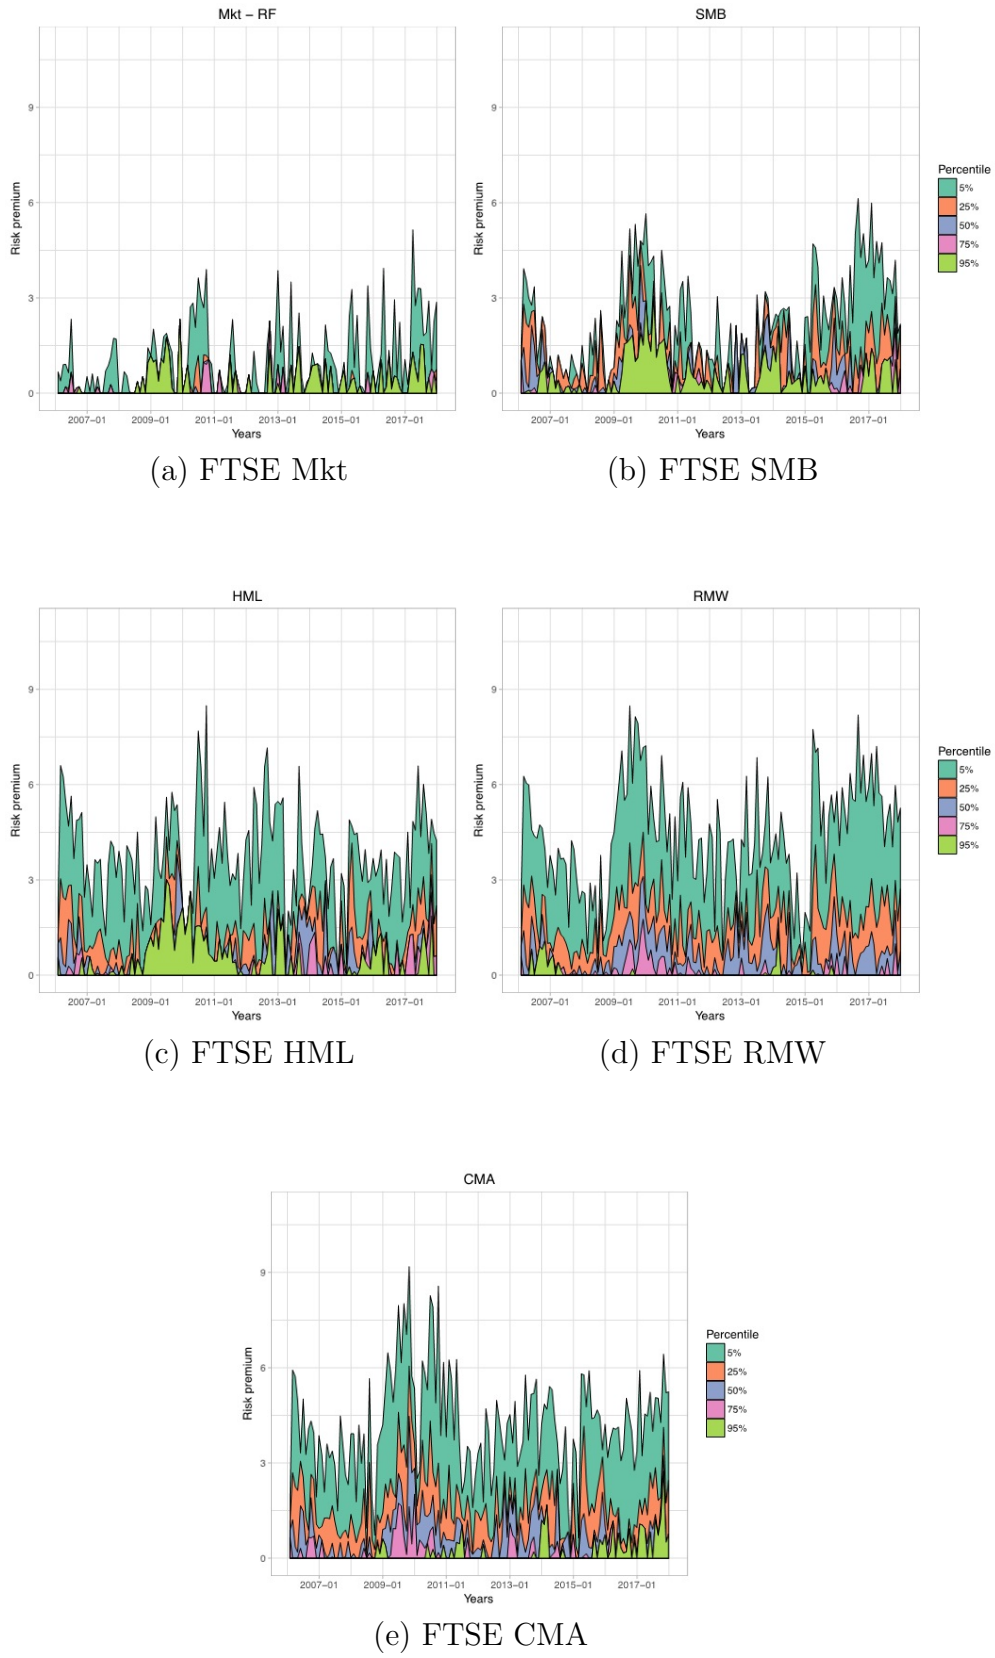 Mkt − RF
9
6
3
0
Risk premium
2007−01 2009−01 2011−01 2013−01 2015−01 2017−01
Years
(a) FTSE Mkt
SMB
9
6
3
0
Risk premium
2007−01 2009−01 2011−01 2013−01 2015−01 2017−01
Years
(b) FTSE SMB
Percentile
5%
25%
50%
75%
95%
HML
9
6
3
0
Risk premium
2007−01 2009−01 2011−01 2013−01 2015−01 2017−01
Years
(c) FTSE HML
RMW
9
6
3
0
Risk premium
2007−01 2009−01 2011−01 2013−01 2015−01 2017−01
Years
(d) FTSE RMW
Percentile
5%
25%
50%
75%
95%
CMA
9
6
3
0
Risk premium
2007−01 2009−01 2011−01 2013−01 2015−01 2017−01
Years
(e) FTSE CMA
Percentile
5%
25%
50%
75%
95%